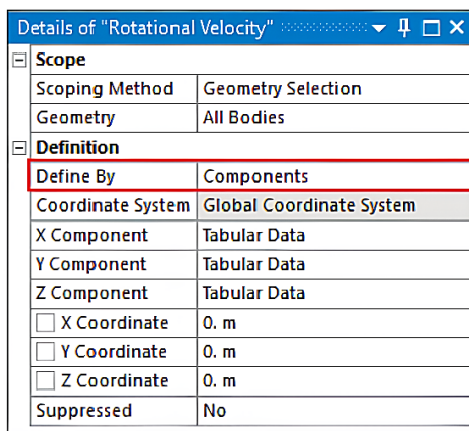 Details of "Rotational Velocity"
Scope
Scoping Method Geometry Selection
Geometry All Bodies
Definition
Define By Components
Coordinate System Global Coordinate System
X Component Tabular Data
Y Component Tabular Data
Z Component Tabular Data
X Coordinate 0. m
Y Coordinate 0. m
Z Coordinate 0. m
Suppressed No